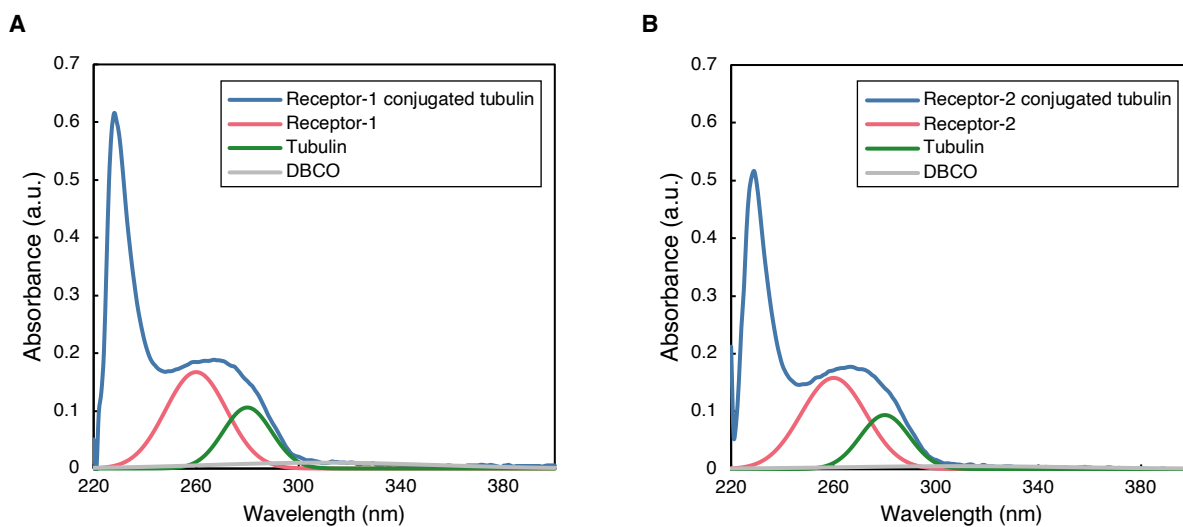 A
0.7
0.6
0.5
0.4
0.3
0.2
0.1
0
220
260
300
340
380
Absorbance (a.u.)
Wavelength (nm)
Receptor-1 conjugated tubulin
Receptor-1
Tubulin
DBCO
B
0.7
0.6
0.5
0.4
0.3
0.2
0.1
0
220
260
300
340
380
Absorbance (a.u.)
Wavelength (nm)
Receptor-2 conjugated tubulin
Receptor-2
Tubulin
DBCO